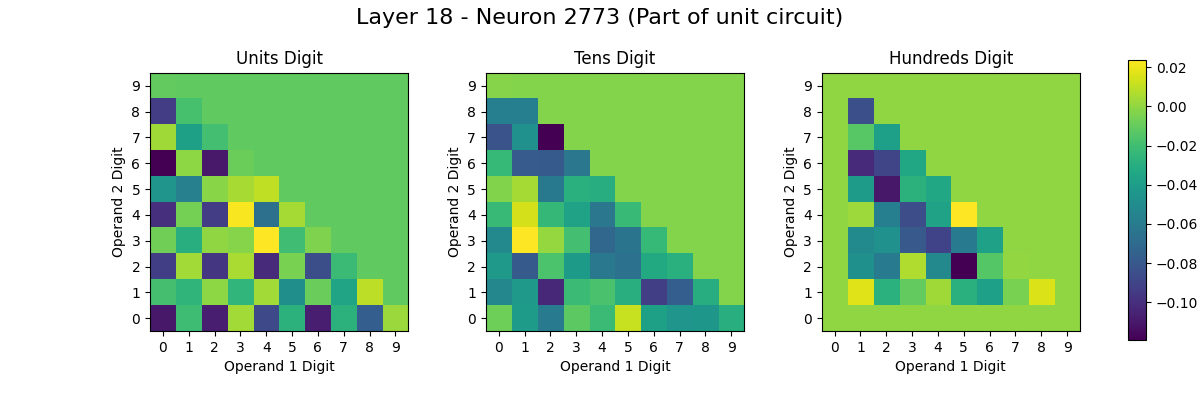 Layer 18 - Neuron 2773 (Part of unit circuit)
Units Digit
Tens Digit
Hundreds Digit
Operand 2 Digit
9
8
7
6
5
4
3
2
1
0
0 1 2 3 4 5 6 7 8 9
Operand 1 Digit
Operand 2 Digit
9
8
7
6
5
4
3
2
1
0
0 1 2 3 4 5 6 7 8 9
Operand 1 Digit
Operand 2 Digit
9
8
7
6
5
4
3
2
1
0
0 1 2 3 4 5 6 7 8 9
Operand 1 Digit
0.02
0.00
−0.02
−0.04
−0.06
−0.08
−0.10